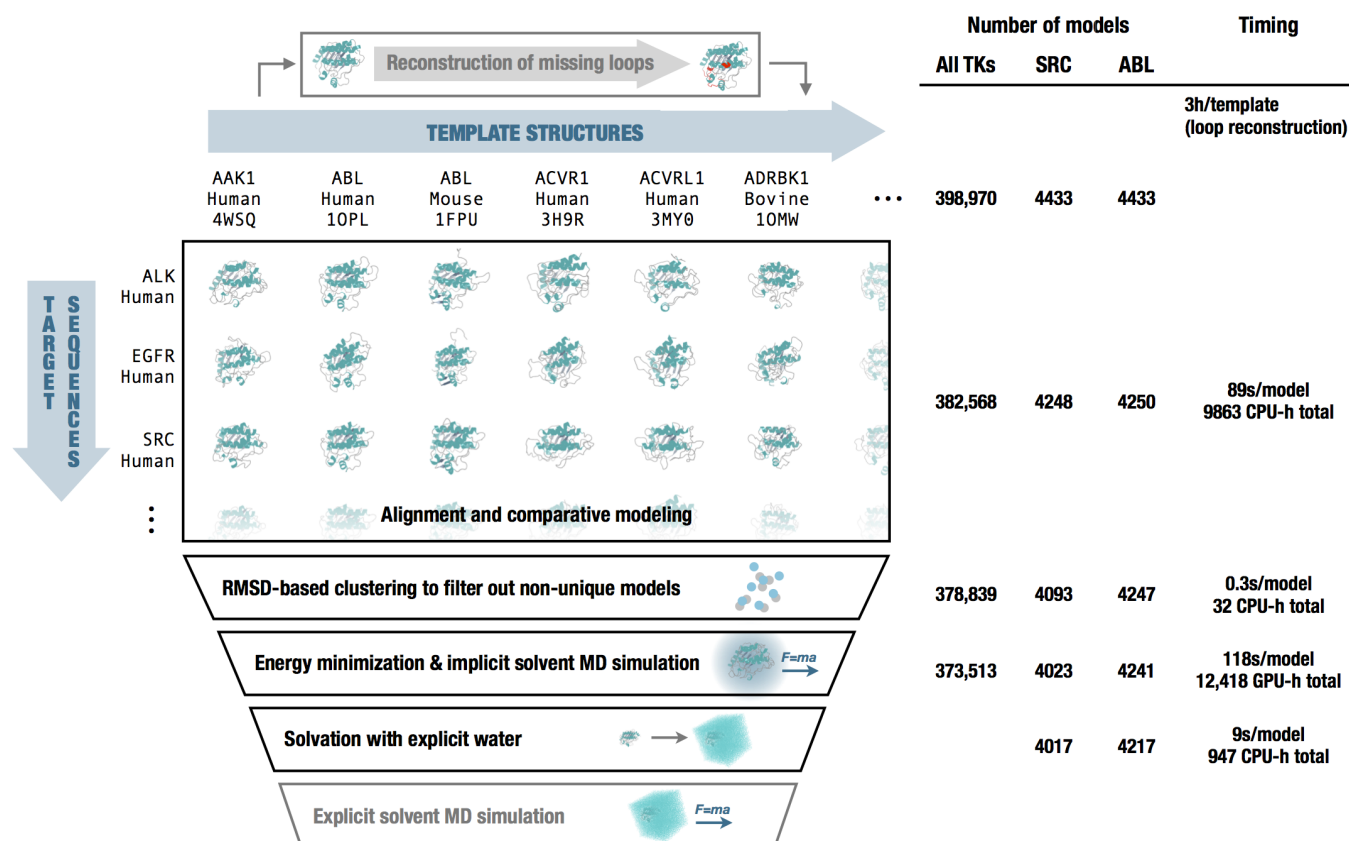 Number of models
Timing
All TKs
SRC
ABL
Reconstruction of missing loops
3h/template
(loop reconstruction)
TEMPLATE STRUCTURES
AAK1
Human
4WSQ
ABL
Human
1OPL
ABL
Mouse
1FPU
ACVR1
Human
3H9R
ACVRL1
Human
3MY0
ADRBK1
Bovine
1OMW
...
398,970
4433
4433
TARGET
SEQUENCES
ALK
Human
EGFR
Human
SRC
Human
...
382,568
4248
4250
89s/model
9863 CPU-h total
Alignment and comparative modeling
RMSD-based clustering to filter out non-unique models
378,839
4093
4247
0.3s/model
32 CPU-h total
Energy minimization & implicit solvent MD simulation
F=ma
373,513
4023
4241
118s/model
12,418 GPU-h total
Solvation with explicit water
4017
4217
9s/model
947 CPU-h total
Explicit solvent MD simulation
F=ma